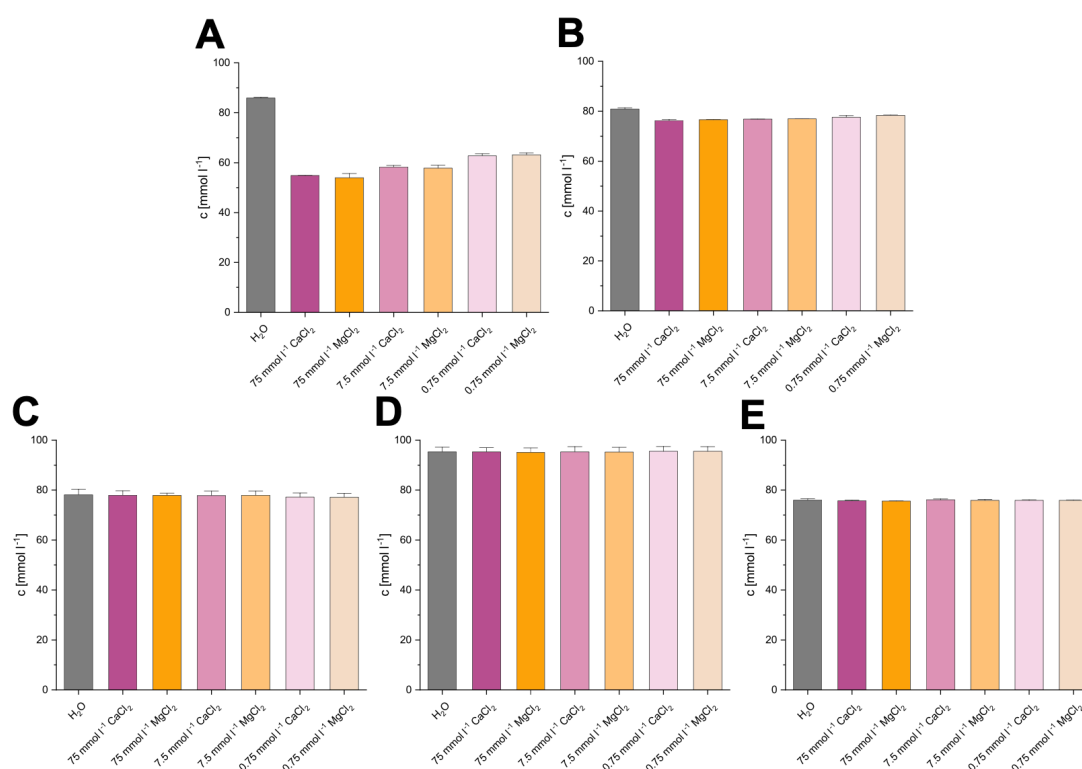 A
B
100
80
60
40
20
0
c [mmol l⁻¹]
H₂O
75 mmol l⁻¹ CaCl₂
75 mmol l⁻¹ MgCl₂
7.5 mmol l⁻¹ CaCl₂
7.5 mmol l⁻¹ MgCl₂
0.75 mmol l⁻¹ CaCl₂
0.75 mmol l⁻¹ MgCl₂
100
80
60
40
20
0
c [mmol l⁻¹]
H₂O
75 mmol l⁻¹ CaCl₂
75 mmol l⁻¹ MgCl₂
7.5 mmol l⁻¹ CaCl₂
7.5 mmol l⁻¹ MgCl₂
0.75 mmol l⁻¹ CaCl₂
0.75 mmol l⁻¹ MgCl₂
C
D
E
100
80
60
40
20
0
c [mmol l⁻¹]
H₂O
75 mmol l⁻¹ CaCl₂
75 mmol l⁻¹ MgCl₂
7.5 mmol l⁻¹ CaCl₂
7.5 mmol l⁻¹ MgCl₂
0.75 mmol l⁻¹ CaCl₂
0.75 mmol l⁻¹ MgCl₂
100
80
60
40
20
0
c [mmol l⁻¹]
H₂O
75 mmol l⁻¹ CaCl₂
75 mmol l⁻¹ MgCl₂
7.5 mmol l⁻¹ CaCl₂
7.5 mmol l⁻¹ MgCl₂
0.75 mmol l⁻¹ CaCl₂
0.75 mmol l⁻¹ MgCl₂
100
80
60
40
20
0
c [mmol l⁻¹]
H₂O
75 mmol l⁻¹ CaCl₂
75 mmol l⁻¹ MgCl₂
7.5 mmol l⁻¹ CaCl₂
7.5 mmol l⁻¹ MgCl₂
0.75 mmol l⁻¹ CaCl₂
0.75 mmol l⁻¹ MgCl₂